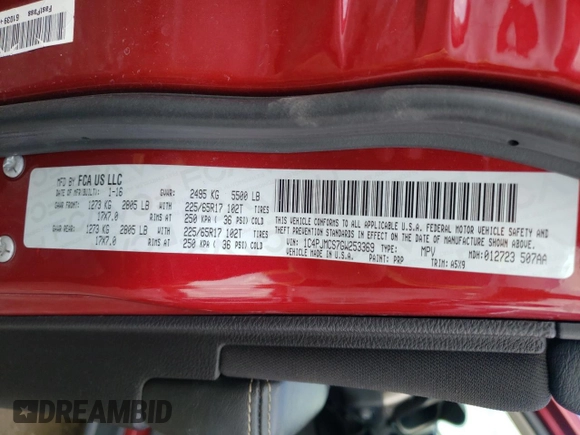 FastPass 61039
MFD BY FCA US LLC
DATE OF MFR(BUILT): 1-16 GVWR: 2495 KG 5500 LB
GAWR FRONT: 1273 KG 2805 LB WITH 225/65R17 102T TIRES
17X7.0 RIMS AT 250 KPA ( 36 PSI) COLD
GAWR REAR: 1273 KG 2805 LB WITH 225/65R17 102T TIRES
17X7.0 RIMS AT 250 KPA ( 36 PSI) COLD
THIS VEHICLE CONFORMS TO ALL APPLICABLE U.S.A. FEDERAL MOTOR VEHICLE SAFETY AND
THEFT PREVENTION STANDARDS IN EFFECT ON THE DATE OF MANUFACTURE SHOWN ABOVE.
VIN: 1C4PJMCS7GW253369 TYPE: MPV MDH: 012723 507AA
VEHICLE MADE IN U.S.A. PAINT: PRP TRIM: A5X9
DREAMBID